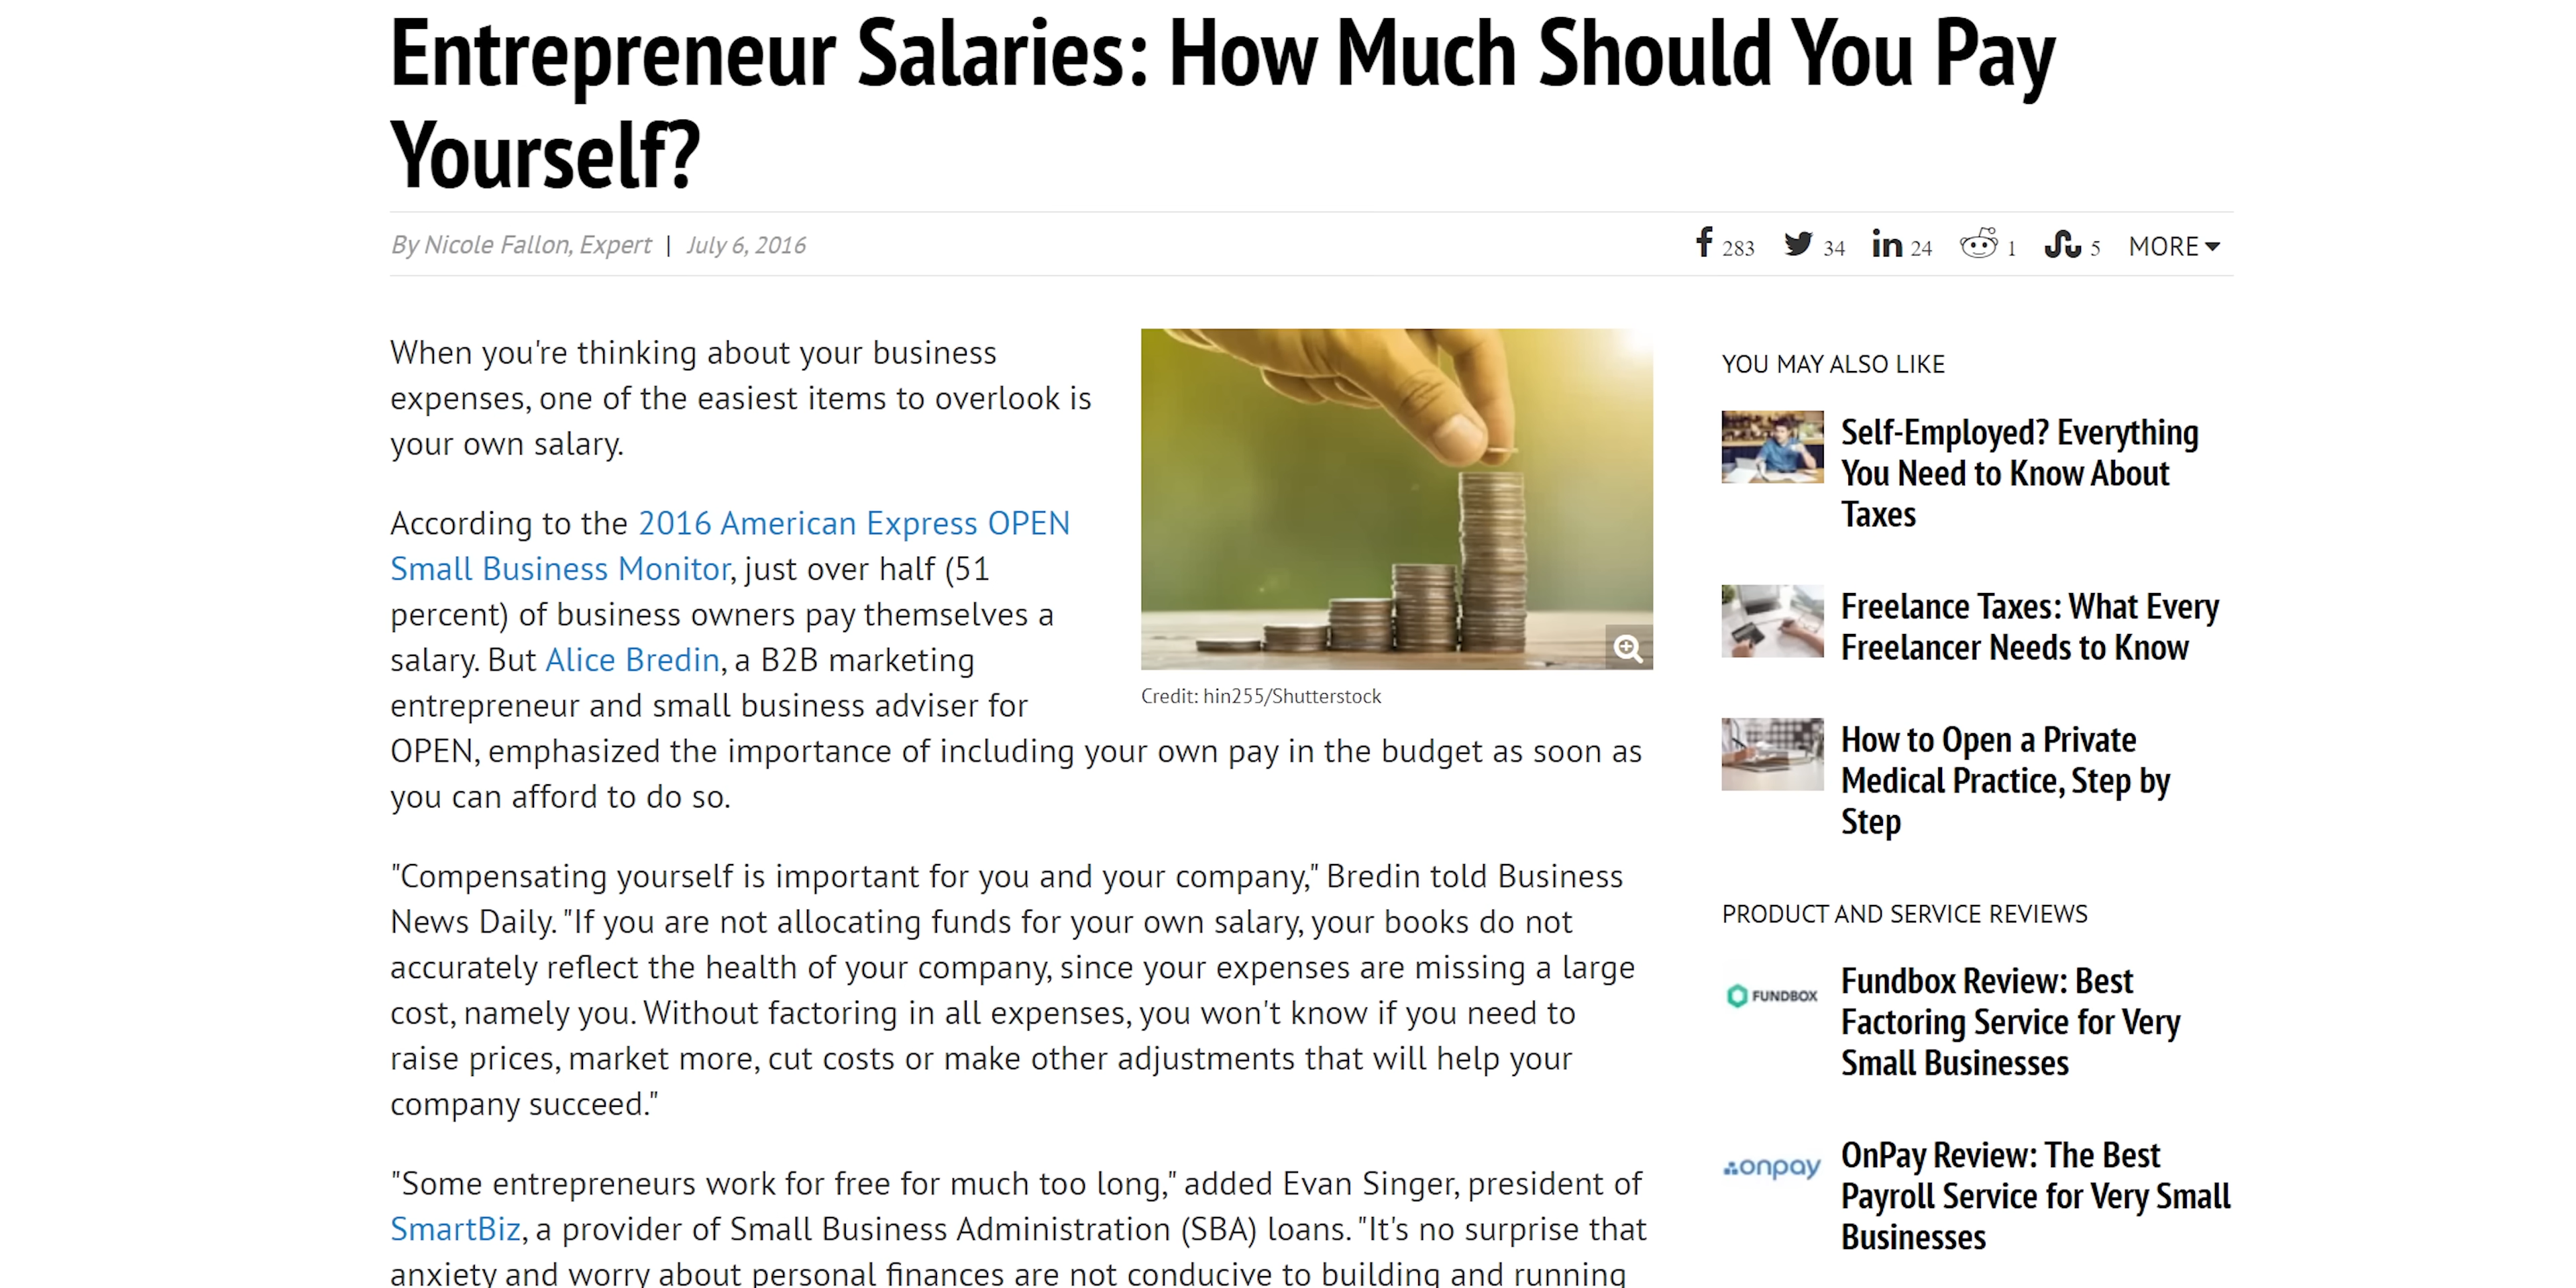 Entrepreneur Salaries: How Much Should You Pay
Yourself?
By Nicole Fallon, Expert | July 6, 2016
283 34 in 24 1 5 MORE
When you're thinking about your business
expenses, one of the easiest items to overlook is
your own salary.
According to the 2016 American Express OPEN
Small Business Monitor, just over half (51
percent) of business owners pay themselves a
salary. But Alice Bredin, a B2B marketing
entrepreneur and small business adviser for
OPEN, emphasized the importance of including your own pay in the budget as soon as
you can afford to do so.
Credit: hin255/Shutterstock
"Compensating yourself is important for you and your company," Bredin told Business
News Daily. "If you are not allocating funds for your own salary, your books do not
accurately reflect the health of your company, since your expenses are missing a large
cost, namely you. Without factoring in all expenses, you won't know if you need to
raise prices, market more, cut costs or make other adjustments that will help your
company succeed."
"Some entrepreneurs work for free for much too long," added Evan Singer, president of
SmartBiz, a provider of Small Business Administration (SBA) loans. "It's no surprise that
anxiety and worry about personal finances are not conducive to building and running
YOU MAY ALSO LIKE
Self-Employed? Everything
You Need to Know About
Taxes
Freelance Taxes: What Every
Freelancer Needs to Know
How to Open a Private
Medical Practice, Step by
Step
PRODUCT AND SERVICE REVIEWS
FUNDBOX
Fundbox Review: Best
Factoring Service for Very
Small Businesses
onpay
OnPay Review: The Best
Payroll Service for Very Small
Businesses